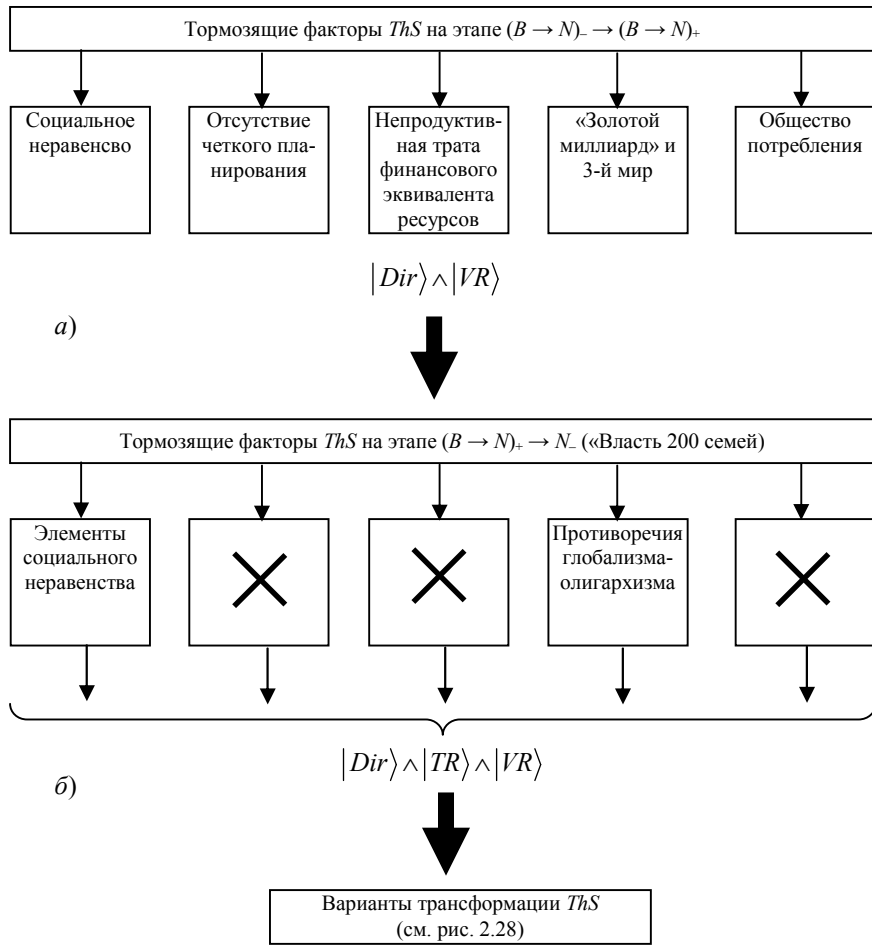 Тормозящие факторы ThS на этапе (B → N)₋ → (B → N)₊
Социальное
неравенсво
Отсутствие
четкого пла-
нирования
Непродуктив-
ная трата
финансового
эквивалента
ресурсов
«Золотой
миллиард» и
3-й мир
Общество
потребления
|Dir⟩∧|VR⟩
а)
Тормозящие факторы ThS на этапе (B → N)₊ → N₋ («Власть 200 семей)
Элементы
социального
неравенства
Противоречия
глобализма-
олигархизма
|Dir⟩∧|TR⟩∧|VR⟩
б)
Варианты трансформации ThS
(см. рис. 2.28)